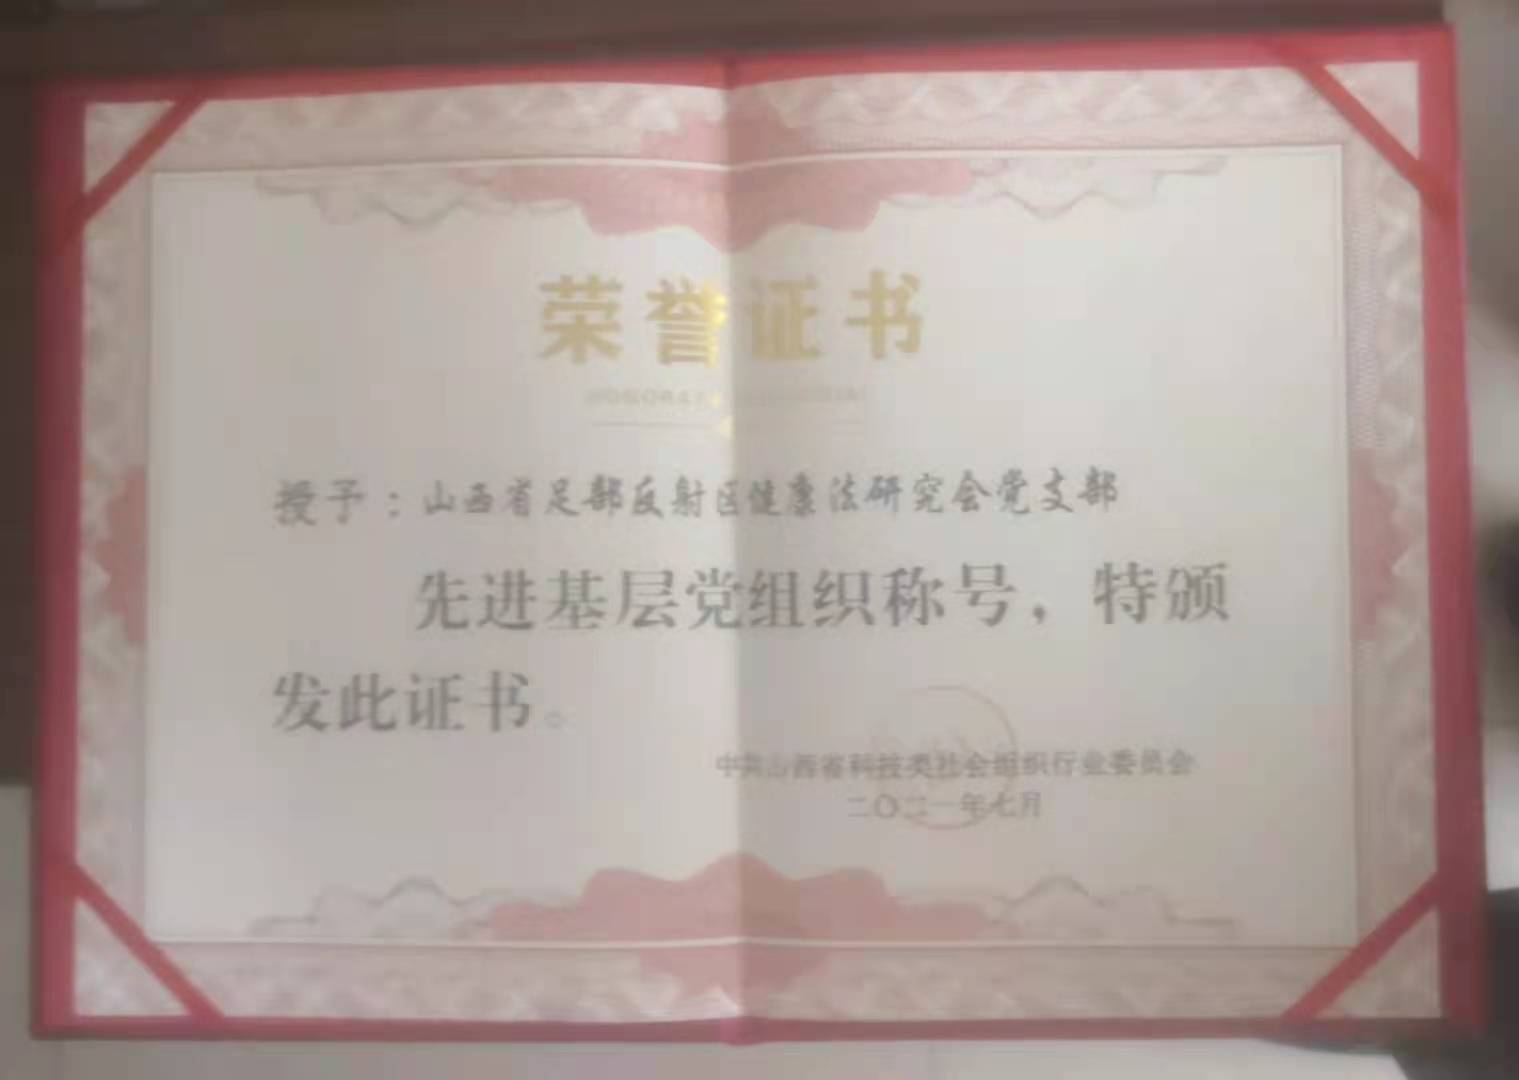 荣誉证书
授予：山西省足部反射区健康法研究会党支部
先进基层党组织称号，特颁
发此证书。
中共山西省科技类社会组织行业委员会
二〇二一年七月